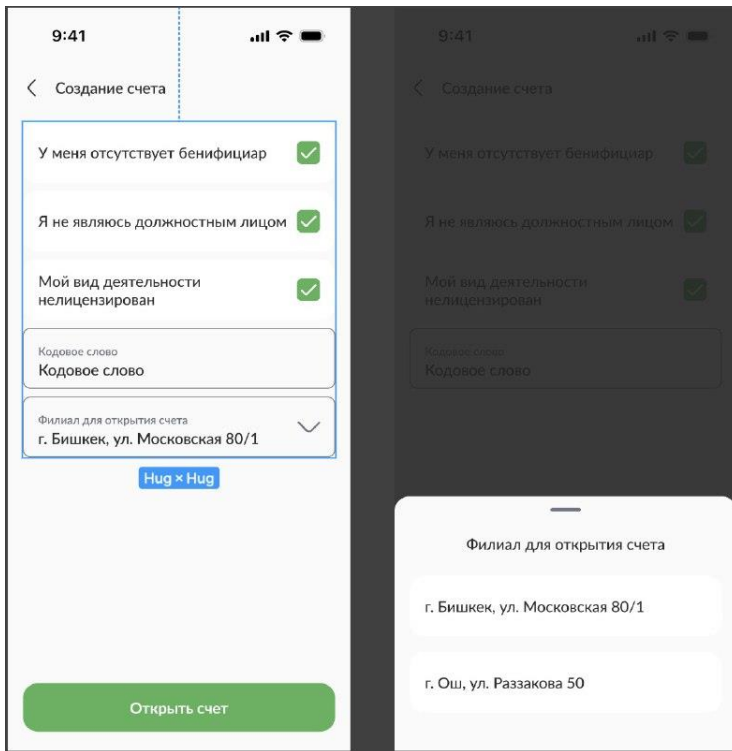 9:41
Создание счета
У меня отсутствует бенифициар
Я не являюсь должностным лицом
Мой вид деятельности
нелицензирован
Кодовое слово
Кодовое слово
Филиал для открытия счета
г. Бишкек, ул. Московская 80/1
Hug × Hug
Открыть счет
9:41
Создание счета
У меня отсутствует бенифициар
Я не являюсь должностным лицом
Мой вид деятельности
нелицензирован
Кодовое слово
Кодовое слово
Филиал для открытия счета
г. Бишкек, ул. Московская 80/1
г. Ош, ул. Раззакова 50